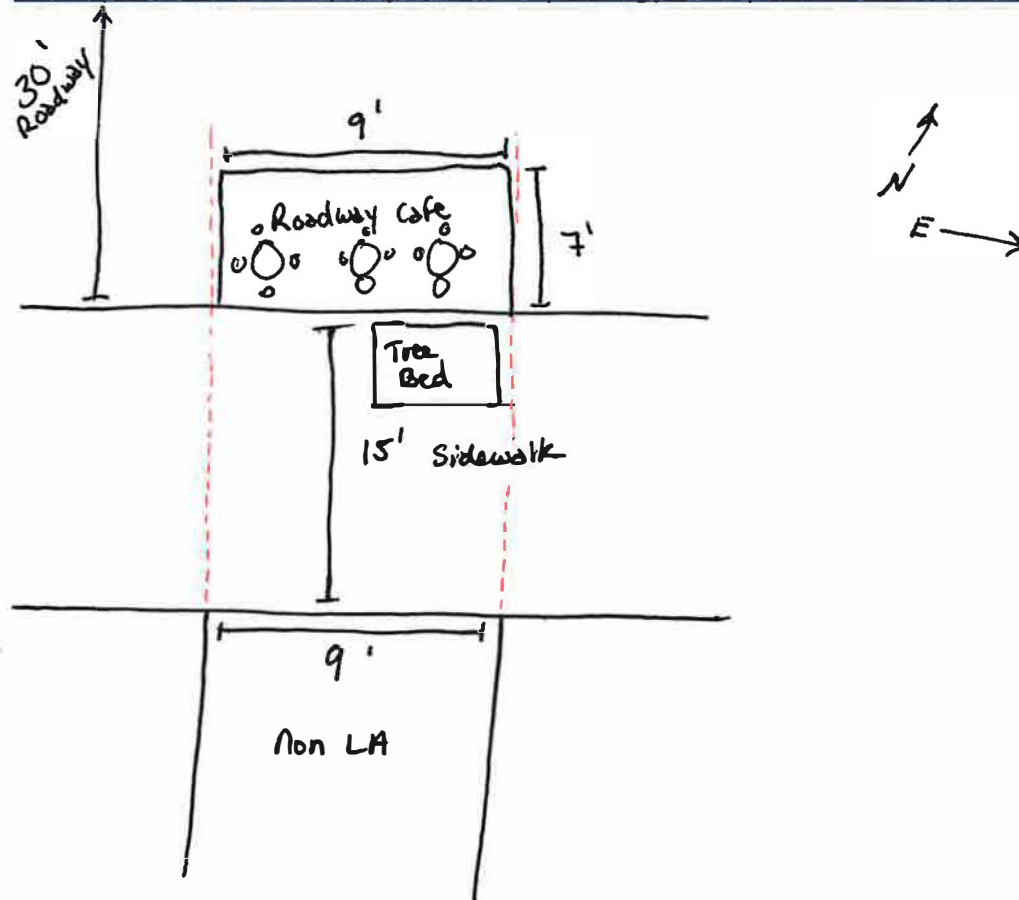 30'
Roadway
9'
Roadway Cafe
7'
N
E
Tree
Bed
15' Sidewalk
9'
Non LA